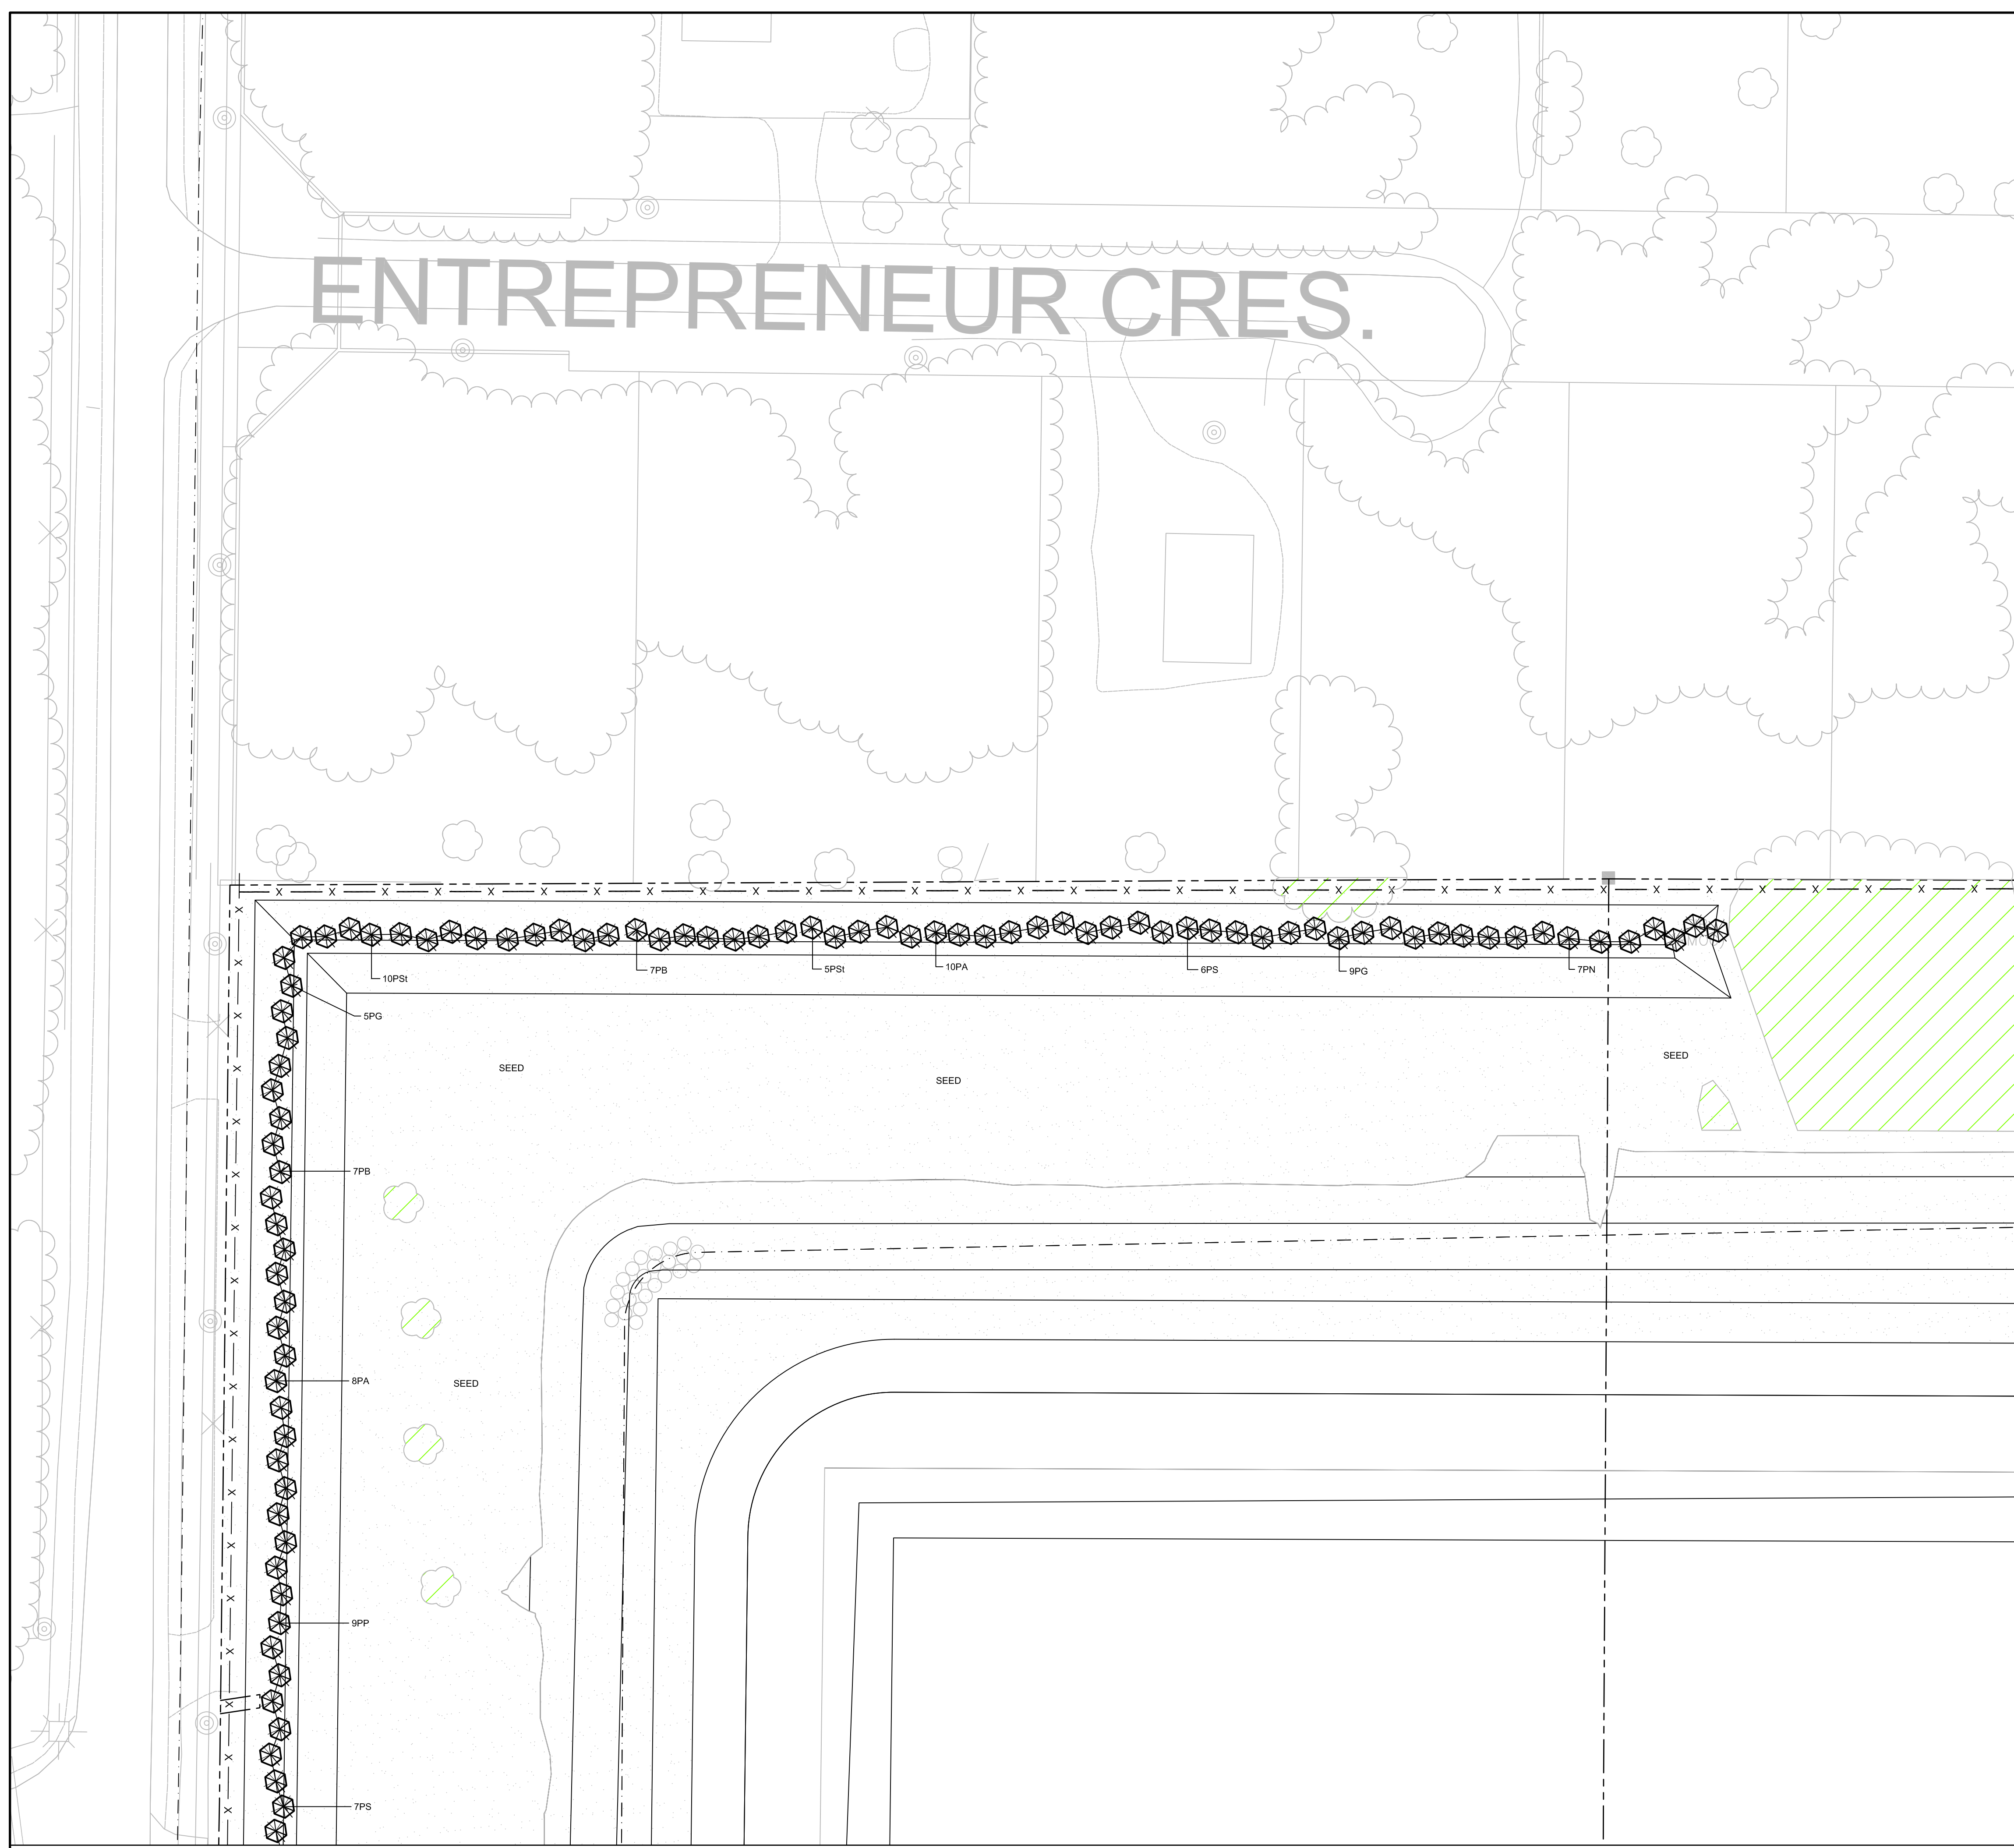 ENTREPRENEUR CRES.
10PSt
7PB
5PSt
10PA
6PS
9PG
7PN
5PG
SEED
SEED
SEED
7PB
8PA
SEED
9PP
7PS